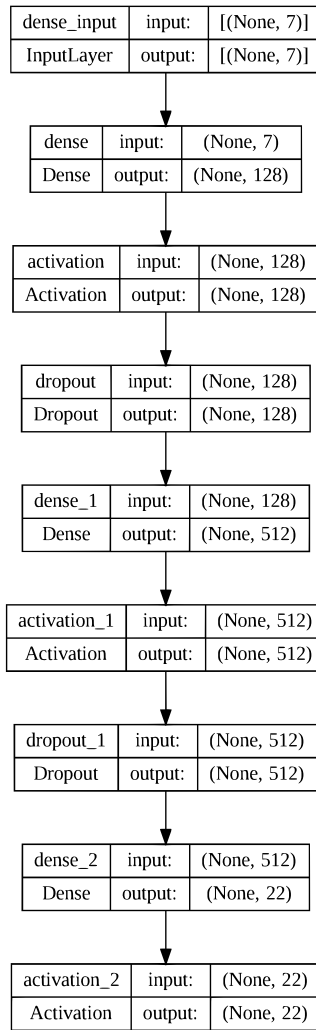 dense_input input: [(None, 7)]
InputLayer output: [(None, 7)]
dense input: (None, 7)
Dense output: (None, 128)
activation input: (None, 128)
Activation output: (None, 128)
dropout input: (None, 128)
Dropout output: (None, 128)
dense_1 input: (None, 128)
Dense output: (None, 512)
activation_1 input: (None, 512)
Activation output: (None, 512)
dropout_1 input: (None, 512)
Dropout output: (None, 512)
dense_2 input: (None, 512)
Dense output: (None, 22)
activation_2 input: (None, 22)
Activation output: (None, 22)